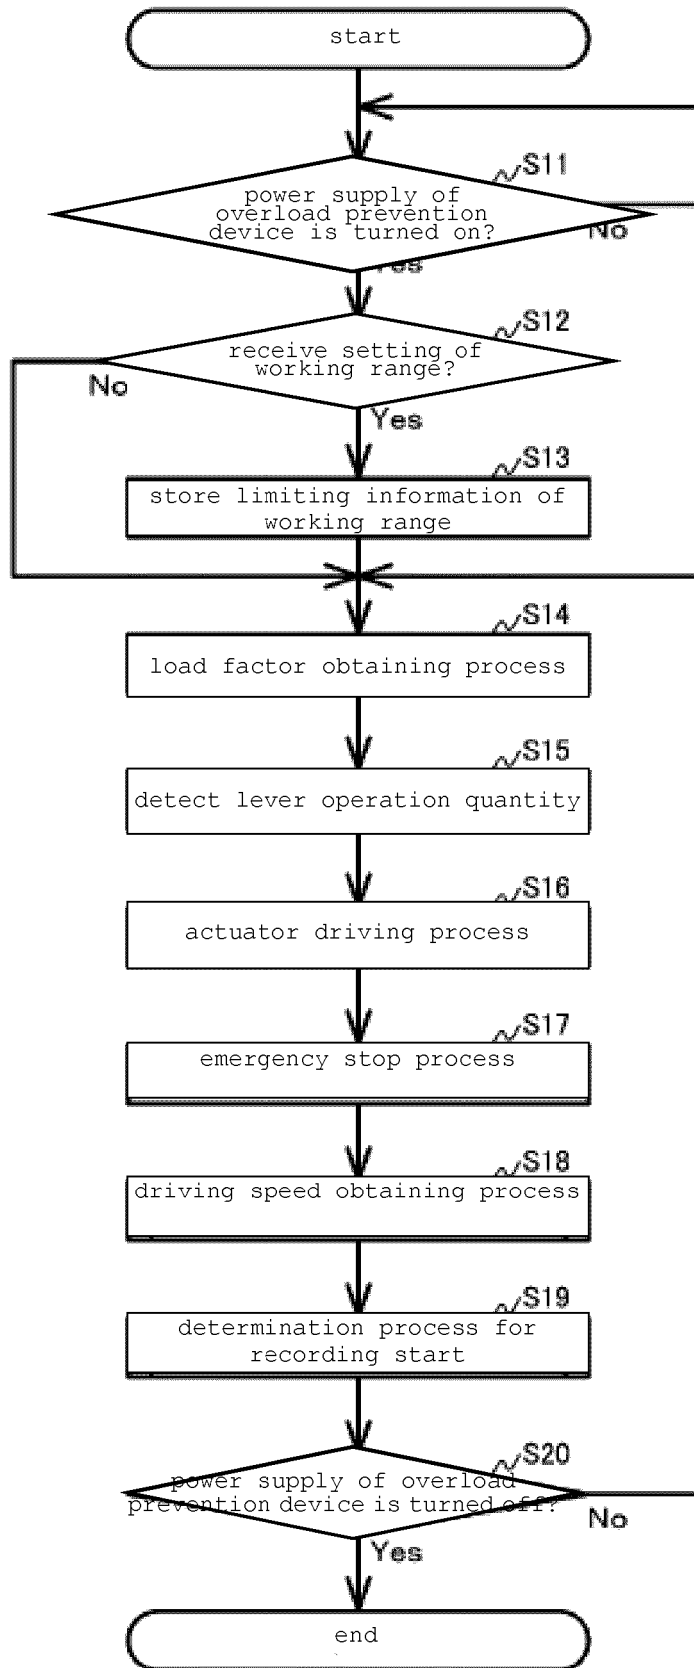 start
S11
power supply of
overload prevention
device is turned on?
No
Yes
S12
receive setting of
working range?
No
Yes
S13
store limiting information of
working range
S14
load factor obtaining process
S15
detect lever operation quantity
S16
actuator driving process
S17
emergency stop process
S18
driving speed obtaining process
S19
determination process for
recording start
S20
power supply of overload
prevention device is turned off?
No
Yes
end